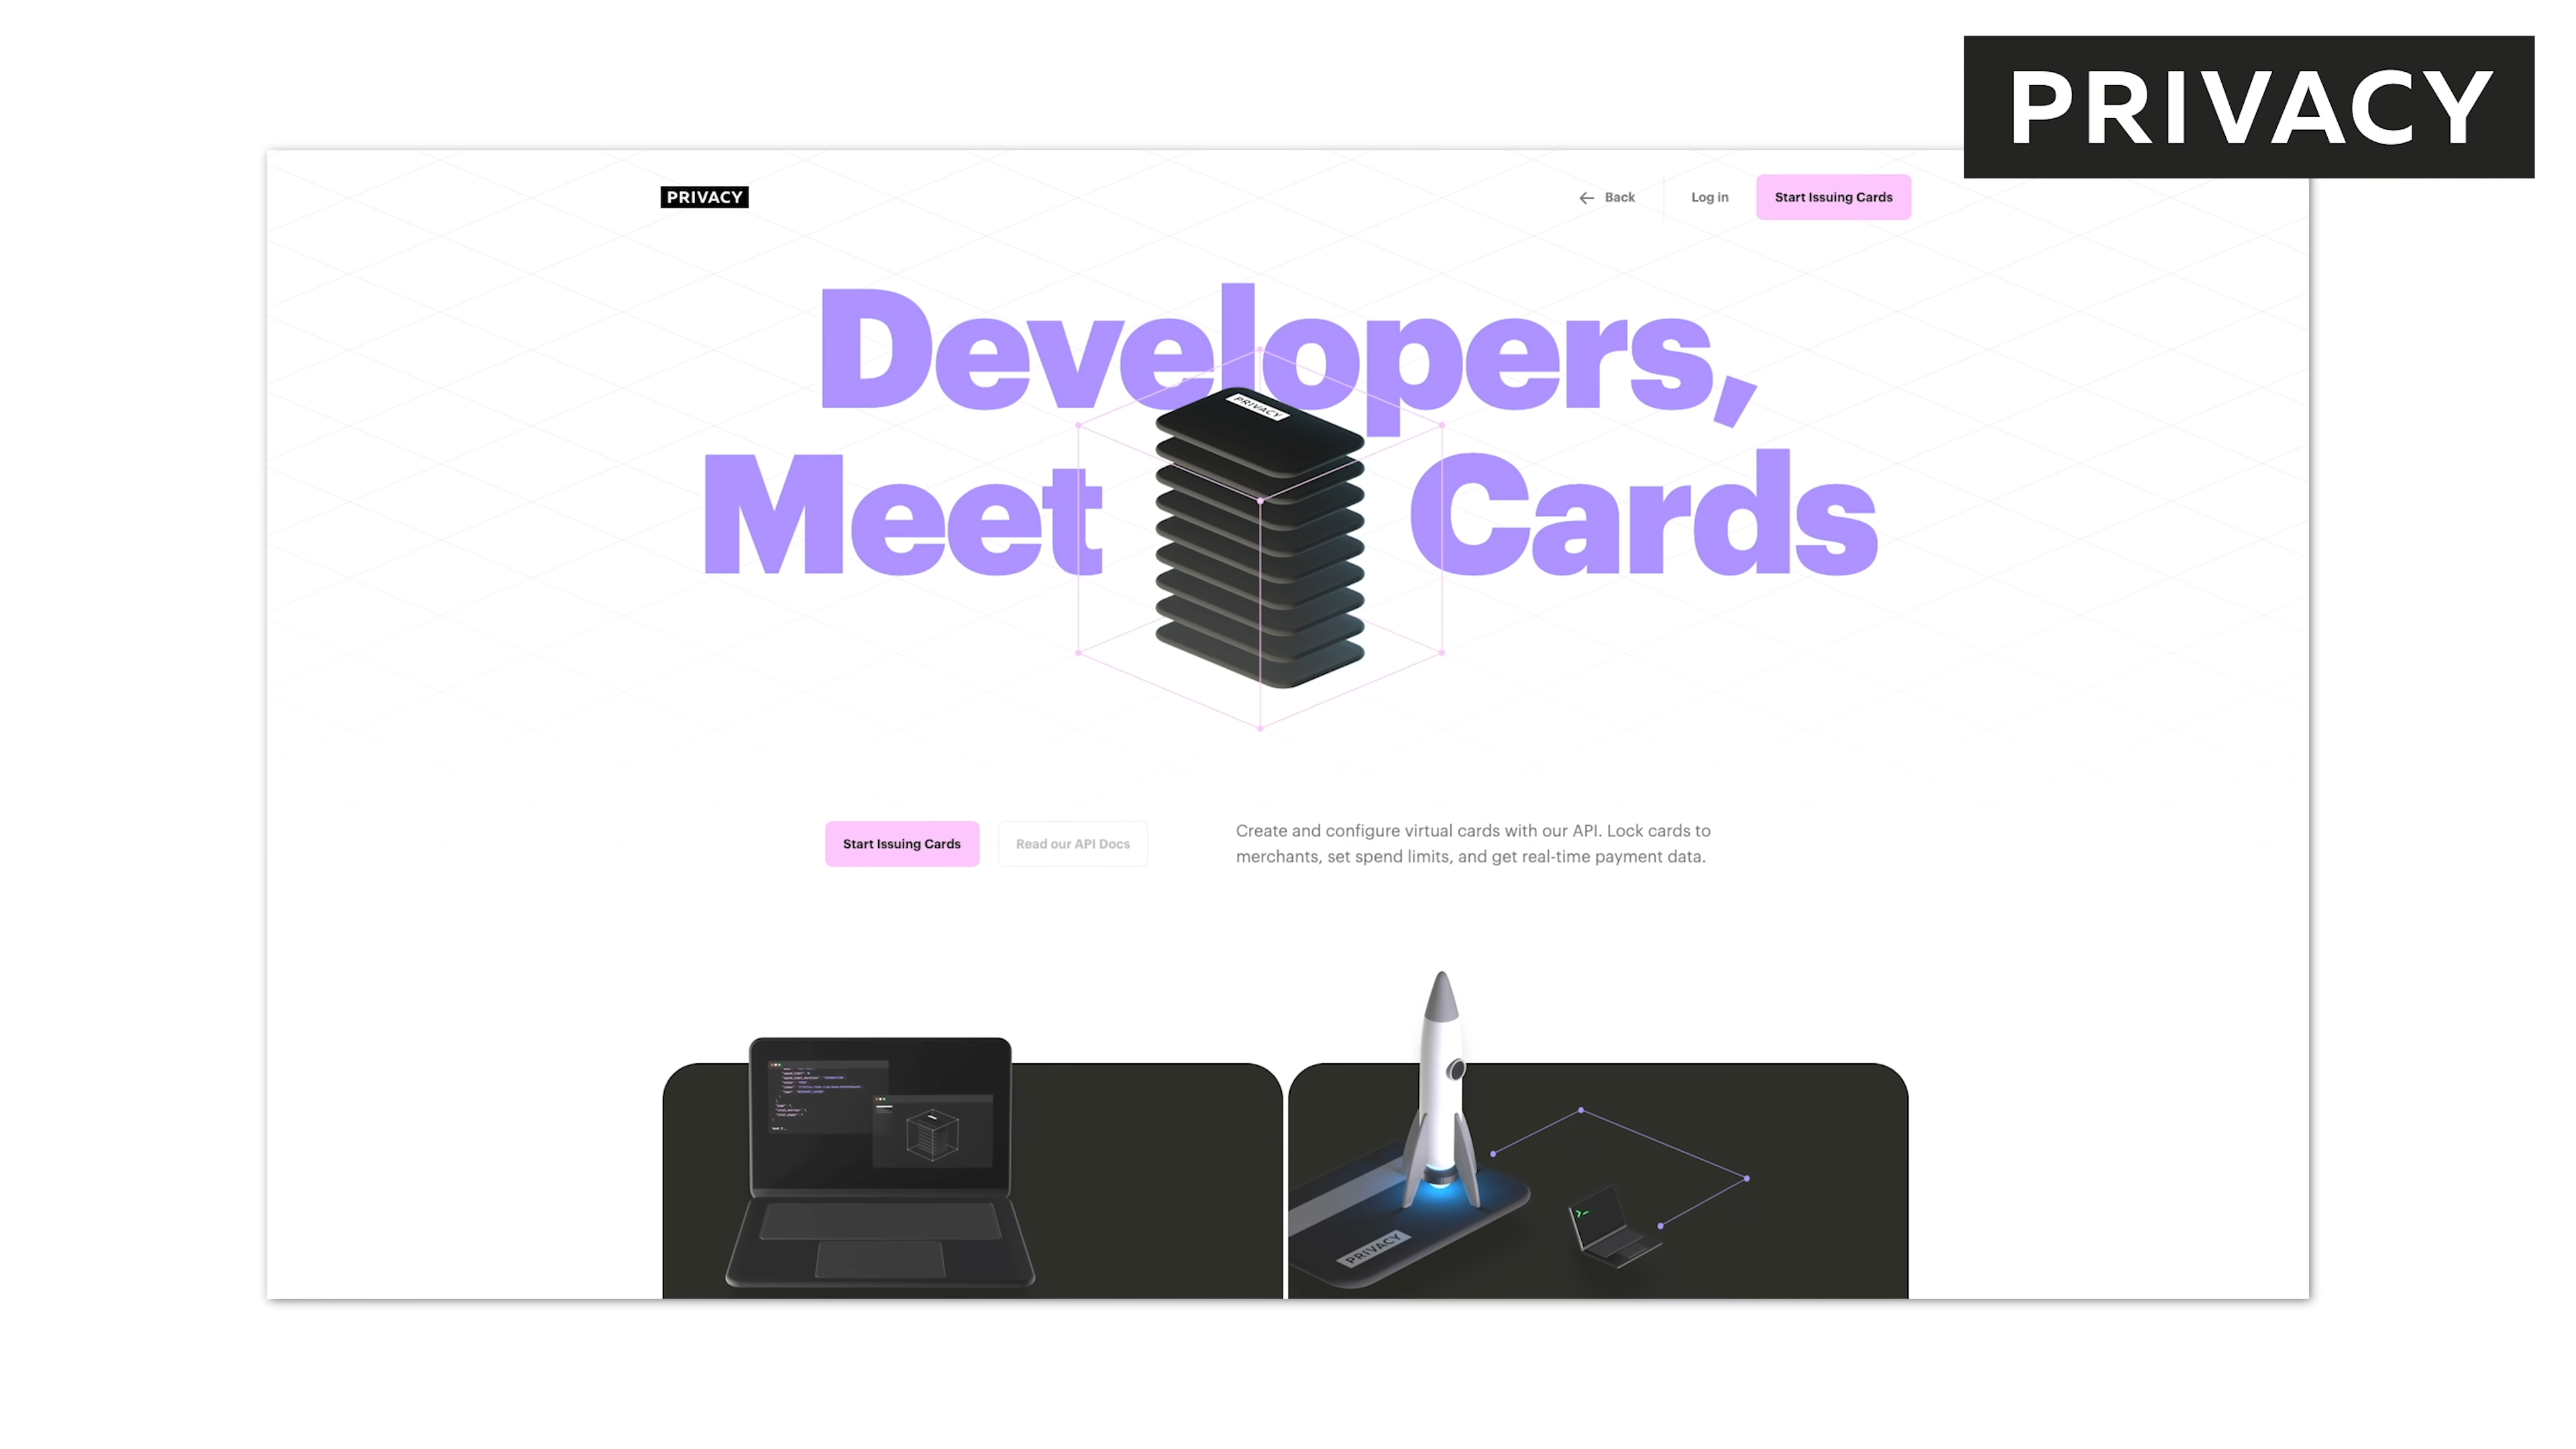 PRIVACY
PRIVACY
Back
Log in
Start Issuing Cards
Developers,
PRIVACY
Meet Cards
Start Issuing Cards
Read our API Docs
Create and configure virtual cards with our API. Lock cards to
merchants, set spend limits, and get real-time payment data.
PRIVACY